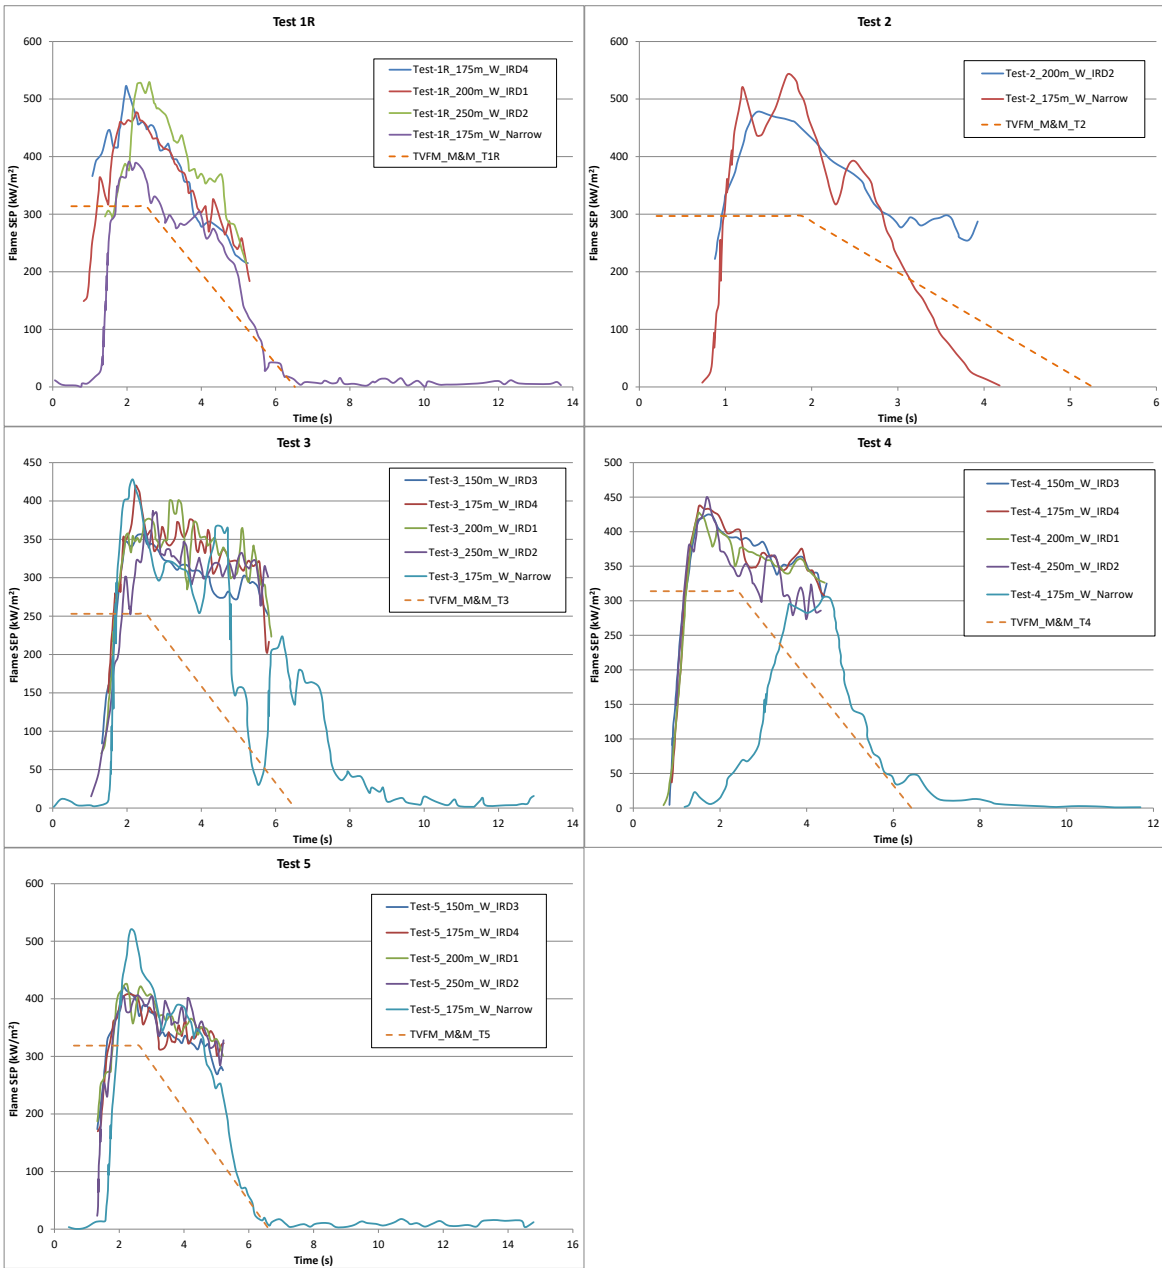 Test 1R
Flame SEP (kW/m²)
600
500
400
300
200
100
0
0 2 4 6 8 10 12 14
Time (s)
Test-1R_175m_W_IRD4
Test-1R_200m_W_IRD1
Test-1R_250m_W_IRD2
Test-1R_175m_W_Narrow
TVFM_M&M_T1R
Test 2
Flame SEP (kW/m²)
600
500
400
300
200
100
0
0 1 2 3 4 5 6
Time (s)
Test-2_200m_W_IRD2
Test-2_175m_W_Narrow
TVFM_M&M_T2
Test 3
Flame SEP (kW/m²)
450
400
350
300
250
200
150
100
50
0
0 2 4 6 8 10 12 14
Time (s)
Test-3_150m_W_IRD3
Test-3_175m_W_IRD4
Test-3_200m_W_IRD1
Test-3_250m_W_IRD2
Test-3_175m_W_Narrow
TVFM_M&M_T3
Test 4
Flame SEP (kW/m²)
500
450
400
350
300
250
200
150
100
50
0
0 2 4 6 8 10 12
Time (s)
Test-4_150m_W_IRD3
Test-4_175m_W_IRD4
Test-4_200m_W_IRD1
Test-4_250m_W_IRD2
Test-4_175m_W_Narrow
TVFM_M&M_T4
Test 5
Flame SEP (kW/m²)
600
500
400
300
200
100
0
0 2 4 6 8 10 12 14 16
Time (s)
Test-5_150m_W_IRD3
Test-5_175m_W_IRD4
Test-5_200m_W_IRD1
Test-5_250m_W_IRD2
Test-5_175m_W_Narrow
TVFM_M&M_T5